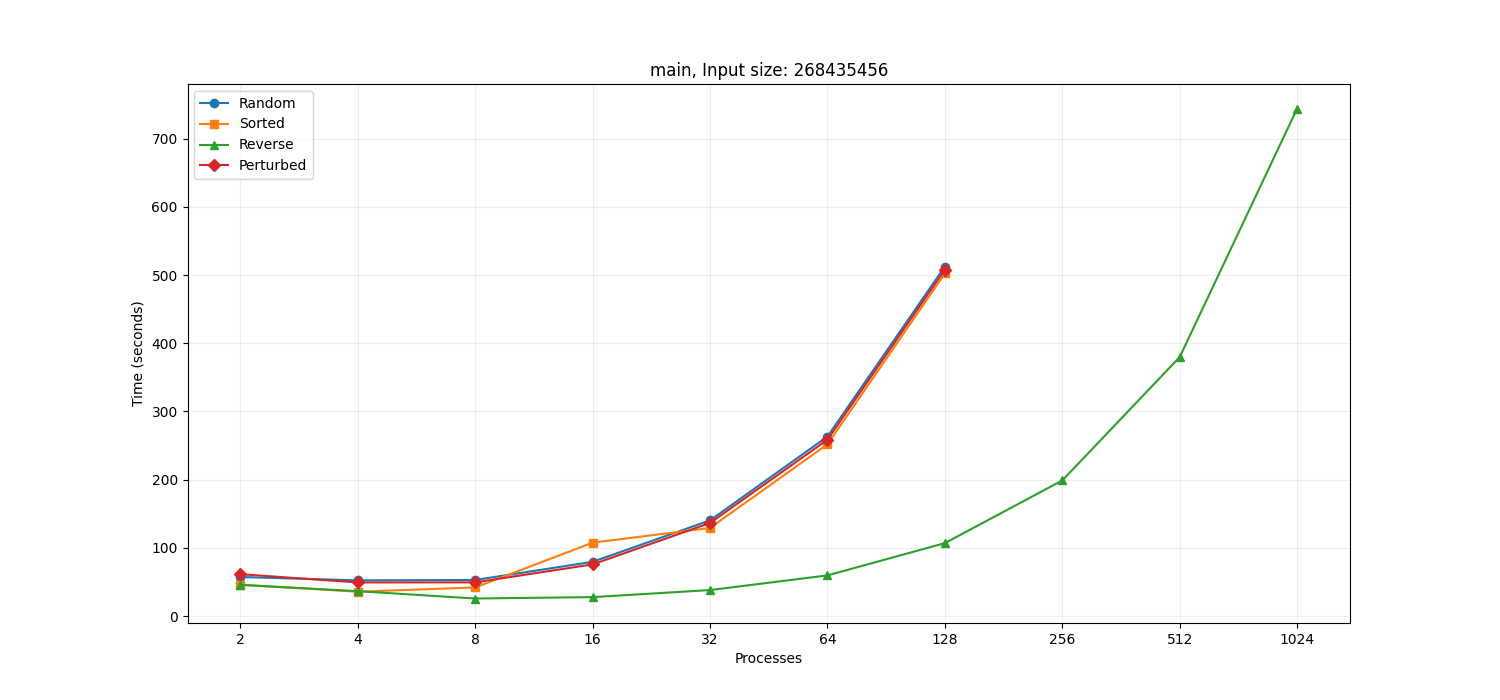 main, Input size: 268435456
Random
Sorted
Reverse
Perturbed
Time (seconds)
700
600
500
400
300
200
100
0
2 4 8 16 32 64 128 256 512 1024
Processes